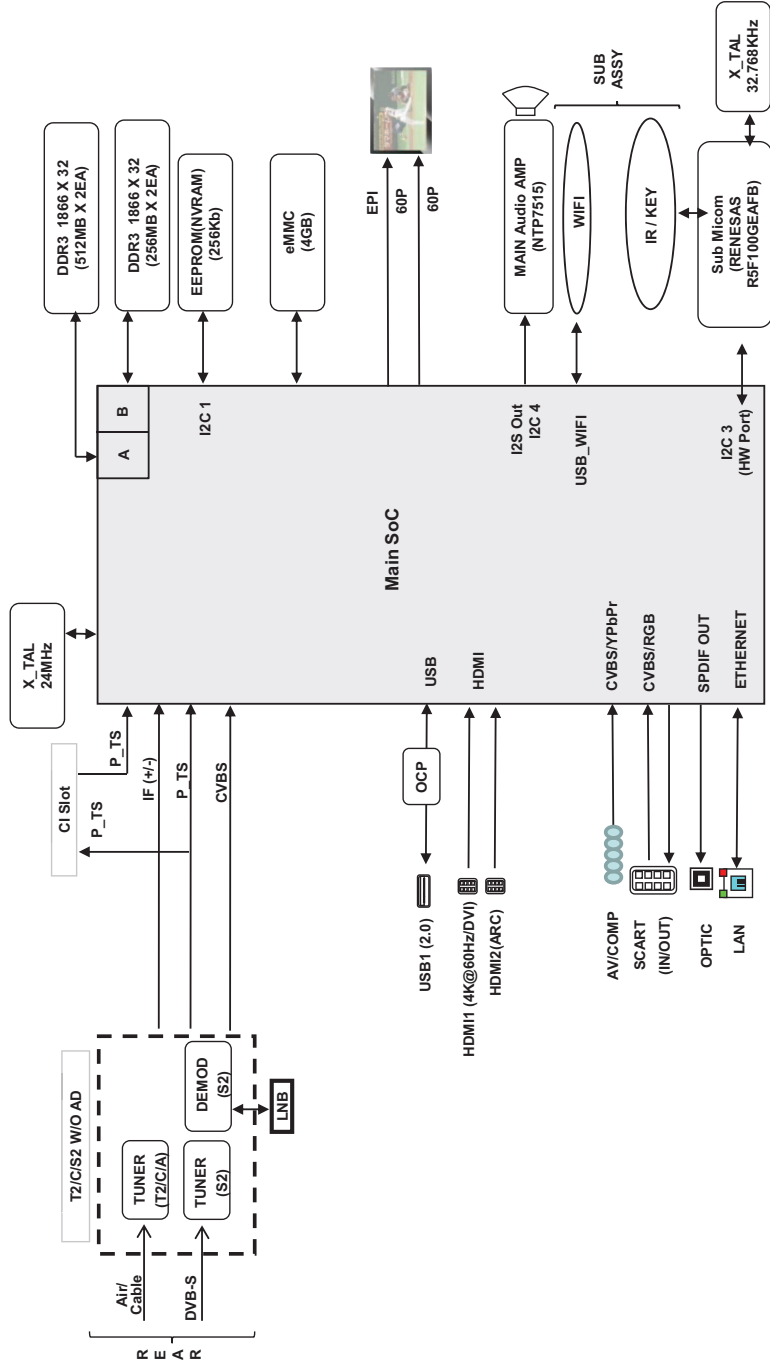 REAR
Air/
Cable
DVB-S
T2/C/S2 W/O AD
TUNER
(T2/C/A)
TUNER
(S2)
DEMOD
(S2)
LNB
CI Slot
P_TS
P_TS
IF (+/-)
P_TS
CVBS
X_TAL
24MHz
USB1 (2.0)
OCP
USB
HDMI1 (4K@60Hz/DVI)
HDMI2(ARC)
HDMI
AV/COMP
CVBS/YPbPr
SCART
(IN/OUT)
CVBS/RGB
OPTIC
SPDIF OUT
LAN
ETHERNET
Main SoC
A
B
DDR3 1866 X 32
(512MB X 2EA)
DDR3 1866 X 32
(256MB X 2EA)
I2C 1
EEPROM(NVRAM)
(256Kb)
eMMC
(4GB)
EPI
60P
60P
I2S Out
I2C 4
MAIN Audio AMP
(NTP7515)
USB_WIFI
WIFI
SUB
ASSY
IR / KEY
I2C 3
(HW Port)
Sub Micom
(RENESAS
R5F100GEAFB)
X_TAL
32.768KHz